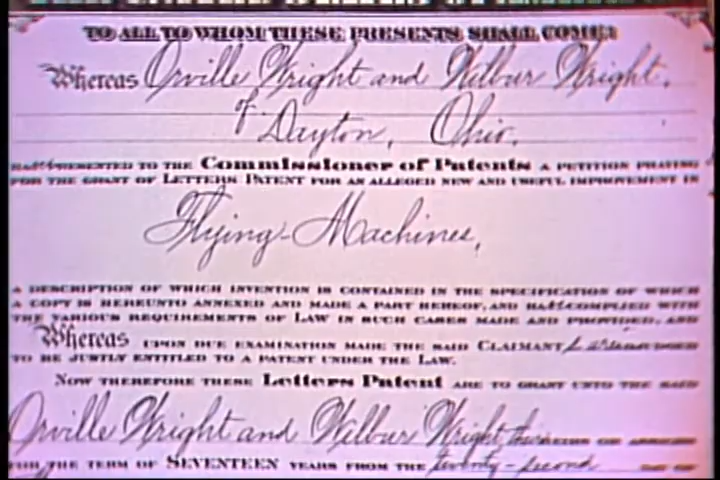 TO ALL TO WHOM THESE PRESENTS SHALL COME:
Whereas Orville Wright and Wilbur Wright,
of
Dayton, Ohio,
PRESENTED TO THE Commissioner of Patents A PETITION PRAYING
FOR THE GRANT OF LETTERS PATENT FOR AN ALLEGED NEW AND USEFUL IMPROVEMENT IN
Flying-Machines,
A DESCRIPTION OF WHICH INVENTION IS CONTAINED IN THE SPECIFICATION OF WHICH
A COPY IS HEREUNTO ANNEXED AND MADE A PART HEREOF, AND COMPLIED WITH
THE VARIOUS REQUIREMENTS OF LAW IN SUCH CASES MADE AND PROVIDED, AND
Whereas UPON DUE EXAMINATION MADE THE SAID CLAIMANT
TO BE JUSTLY ENTITLED TO A PATENT UNDER THE LAW.
NOW THEREFORE THESE Letters Patent ARE TO GRANT UNTO THE SAID
Orville Wright and Wilbur Wright, their HEIRS OR ASSIGNS
FOR THE TERM OF SEVENTEEN YEARS FROM THE twenty-second DAY OF